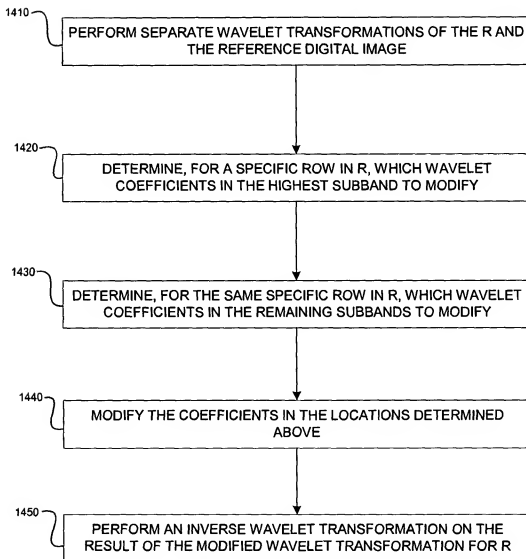 1410
PERFORM SEPARATE WAVELET TRANSFORMATIONS OF THE R AND
THE REFERENCE DIGITAL IMAGE
1420
DETERMINE, FOR A SPECIFIC ROW IN R, WHICH WAVELET
COEFFICIENTS IN THE HIGHEST SUBBAND TO MODIFY
1430
DETERMINE, FOR THE SAME SPECIFIC ROW IN R, WHICH WAVELET
COEFFICIENTS IN THE REMAINING SUBBANDS TO MODIFY
1440
MODIFY THE COEFFICIENTS IN THE LOCATIONS DETERMINED
ABOVE
1450
PERFORM AN INVERSE WAVELET TRANSFORMATION ON THE
RESULT OF THE MODIFIED WAVELET TRANSFORMATION FOR R